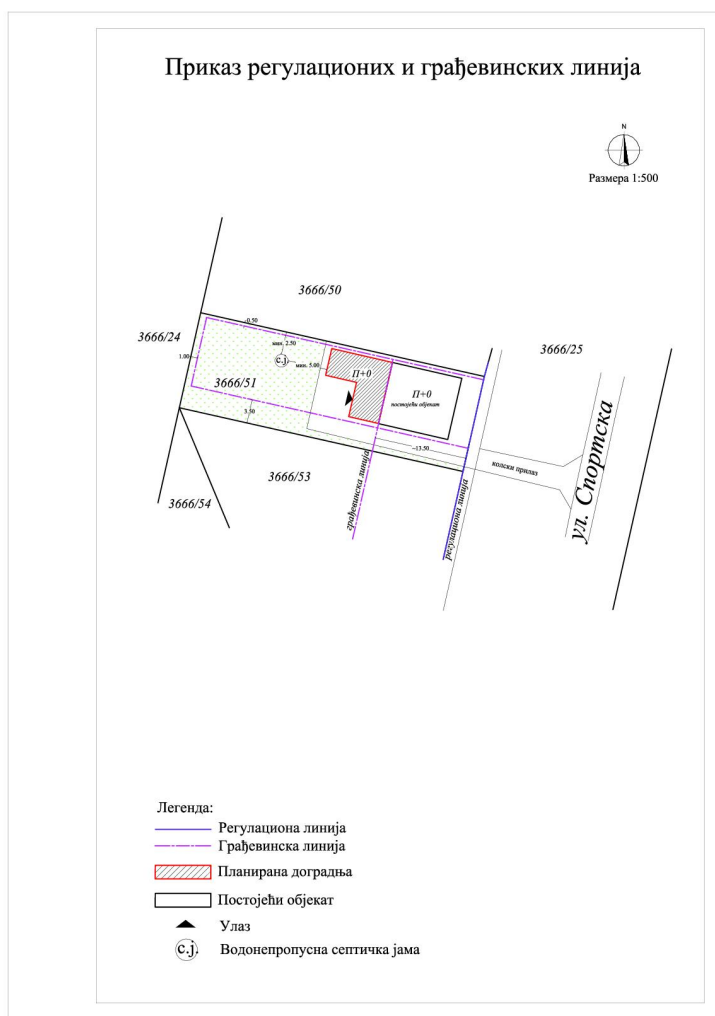 Приказ регулационих и грађевинских линија
N
Размера 1:500
3666/50
3666/24
3666/25
-0.50
мин. 2.50
1.00
с.ј.
мин. 5.00
П+0
П+0
постојећи објекат
3666/51
3.50
3666/53
~13.50
колски прилаз
3666/54
грађевинска линија
регулациона линија
ул. Спортска
Легенда:
Регулациона линија
Грађевинска линија
Планирана доградња
Постојећи објекат
Улаз
с.ј. Водонепропусна септичка јама